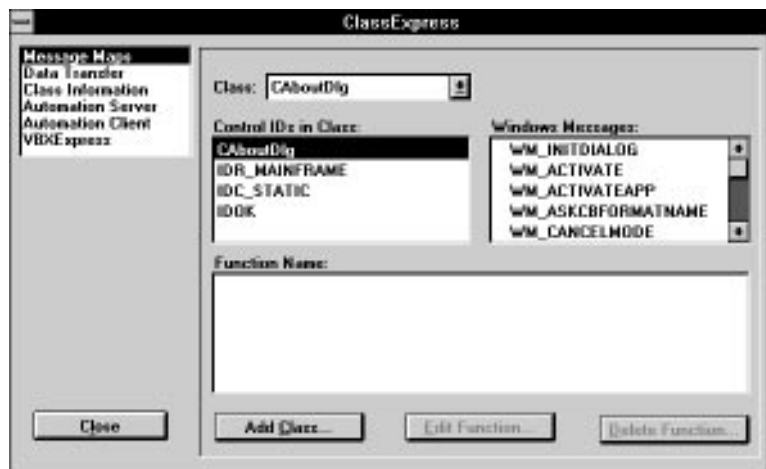 ClassExpress
Message Maps
Data Transfer
Class Information
Automation Server
Automation Client
VBXExpress
Class: CAboutDlg
Control IDs in Class:
CAboutDlg
IDR_MAINFRAME
IDC_STATIC
IDOK
Windows Messages:
WM_INITDIALOG
WM_ACTIVATE
WM_ACTIVATEAPP
WM_ASKCBFORMATNAME
WM_CANCELMODE
Function Name:
Close
Add Class...
Edit Function...
Delete Function...